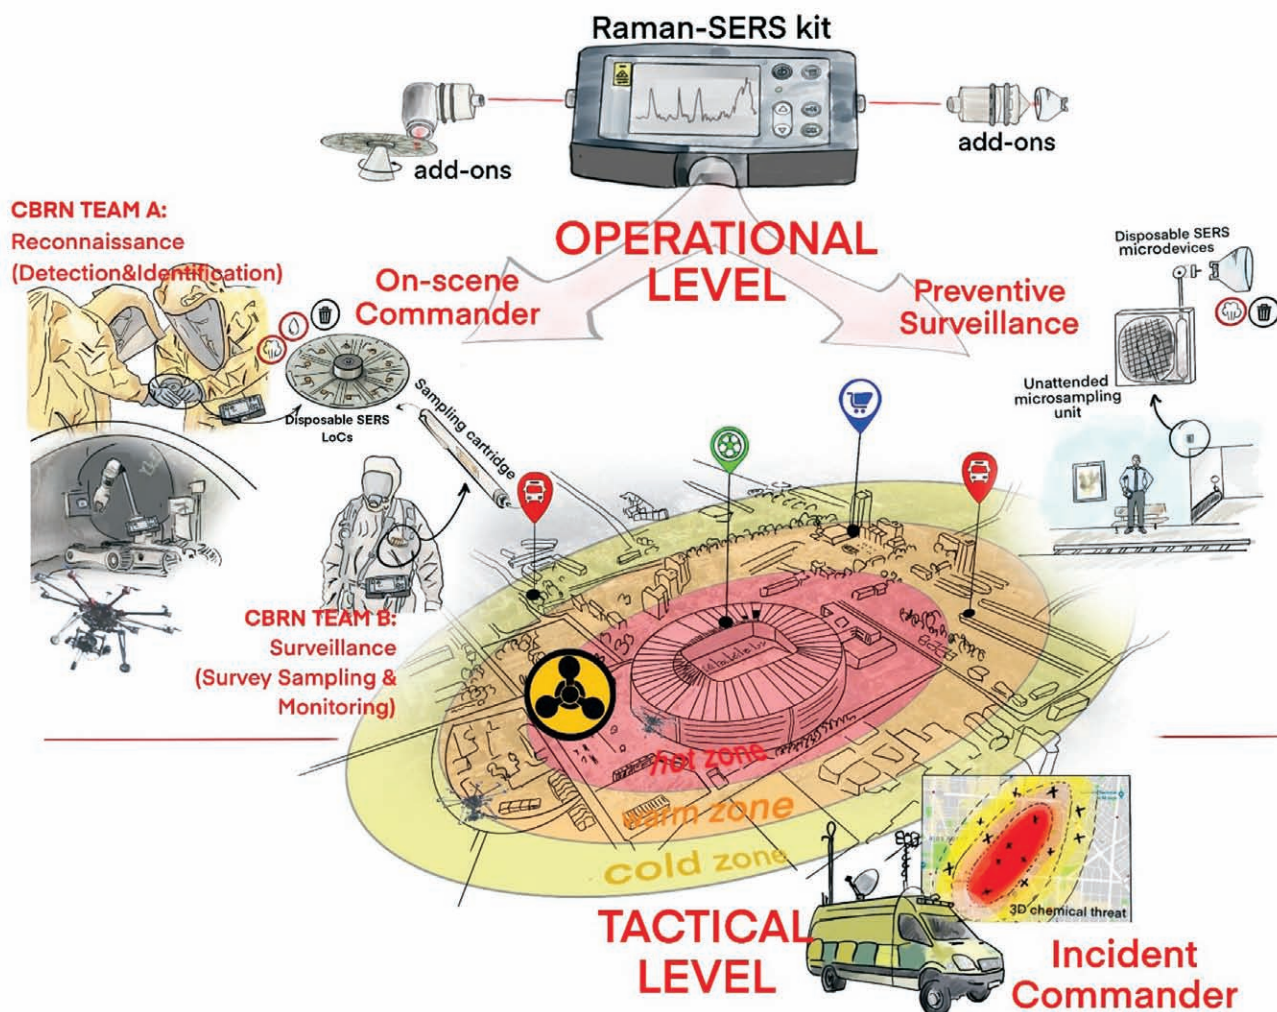 Raman-SERS kit
add-ons
add-ons
OPERATIONAL
LEVEL
CBRN TEAM A:
Reconnaissance
(Detection&Identification)
On-scene
Commander
Disposable SERS
LoCs
Sampling cartridge
CBRN TEAM B:
Surveillance
(Survey Sampling &
Monitoring)
Preventive
Surveillance
Disposable SERS
microdevices
Unattended
microsampling
unit
hot zone
warm zone
cold zone
TACTICAL
LEVEL
3D chemical threat
Incident
Commander